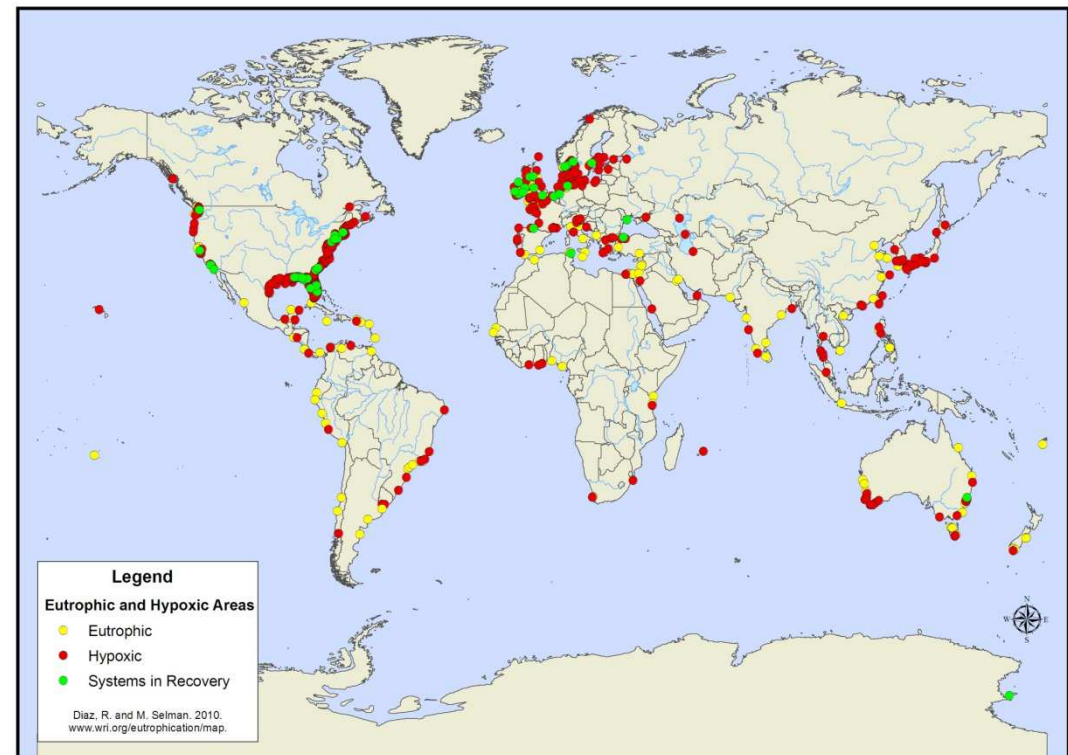 N
W E
S
Legend
Eutrophic and Hypoxic Areas
Eutrophic
Hypoxic
Systems in Recovery
Diaz, R. and M. Selman. 2010.
www.wri.org/eutrophication/map.